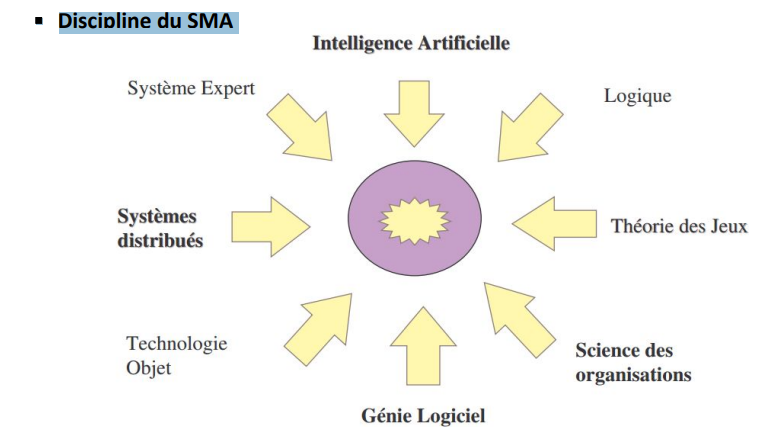 ▪ Discipline du SMA
Intelligence Artificielle
Système Expert
Logique
Systèmes
distribués
Théorie des Jeux
Technologie
Objet
Science des
organisations
Génie Logiciel